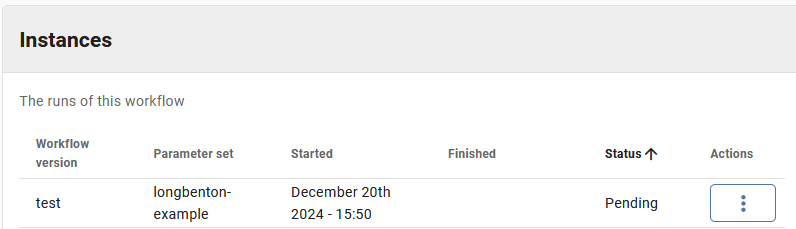 Instances
The runs of this workflow
Workflow version Parameter set Started Finished Status Actions
test longbenton-example December 20th 2024 - 15:50 Pending